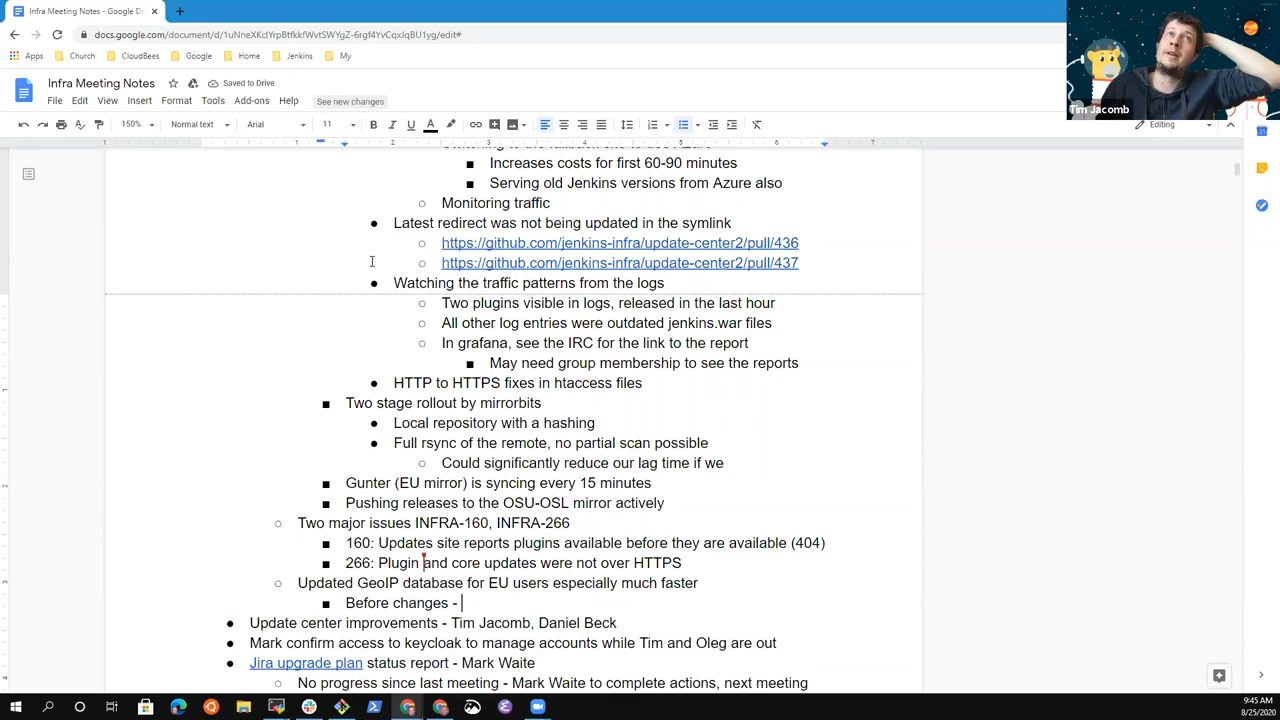 Infra Meeting Notes - Google Do
docs.google.com/document/d/1uNneXKcIYrpBtfkkfWvtSWYgZ-6rgf4YvCqxJqBU1yg/edit#
Apps Church CloudBees Google Home Jenkins My
Tim Jacomb
Infra Meeting Notes Saved to Drive
File Edit View Insert Format Tools Add-ons Help See new changes
150% Normal text Arial 11 B I U A Editing
1 1 2 3 4 5 6 7
■ Increases costs for first 60-90 minutes
■ Serving old Jenkins versions from Azure also
○ Monitoring traffic
● Latest redirect was not being updated in the symlink
○ https://github.com/jenkins-infra/update-center2/pull/436
○ https://github.com/jenkins-infra/update-center2/pull/437
● Watching the traffic patterns from the logs
○ Two plugins visible in logs, released in the last hour
○ All other log entries were outdated jenkins.war files
○ In grafana, see the IRC for the link to the report
■ May need group membership to see the reports
● HTTP to HTTPS fixes in htaccess files
■ Two stage rollout by mirrorbits
● Local repository with a hashing
● Full rsync of the remote, no partial scan possible
○ Could significantly reduce our lag time if we
■ Gunter (EU mirror) is syncing every 15 minutes
■ Pushing releases to the OSU-OSL mirror actively
○ Two major issues INFRA-160, INFRA-266
■ 160: Updates site reports plugins available before they are available (404)
■ 266: Plugin and core updates were not over HTTPS
○ Updated GeoIP database for EU users especially much faster
■ Before changes -
● Update center improvements - Tim Jacomb, Daniel Beck
● Mark confirm access to keycloak to manage accounts while Tim and Oleg are out
● Jira upgrade plan status report - Mark Waite
○ No progress since last meeting - Mark Waite to complete actions, next meeting
9:45 AM
8/25/2020